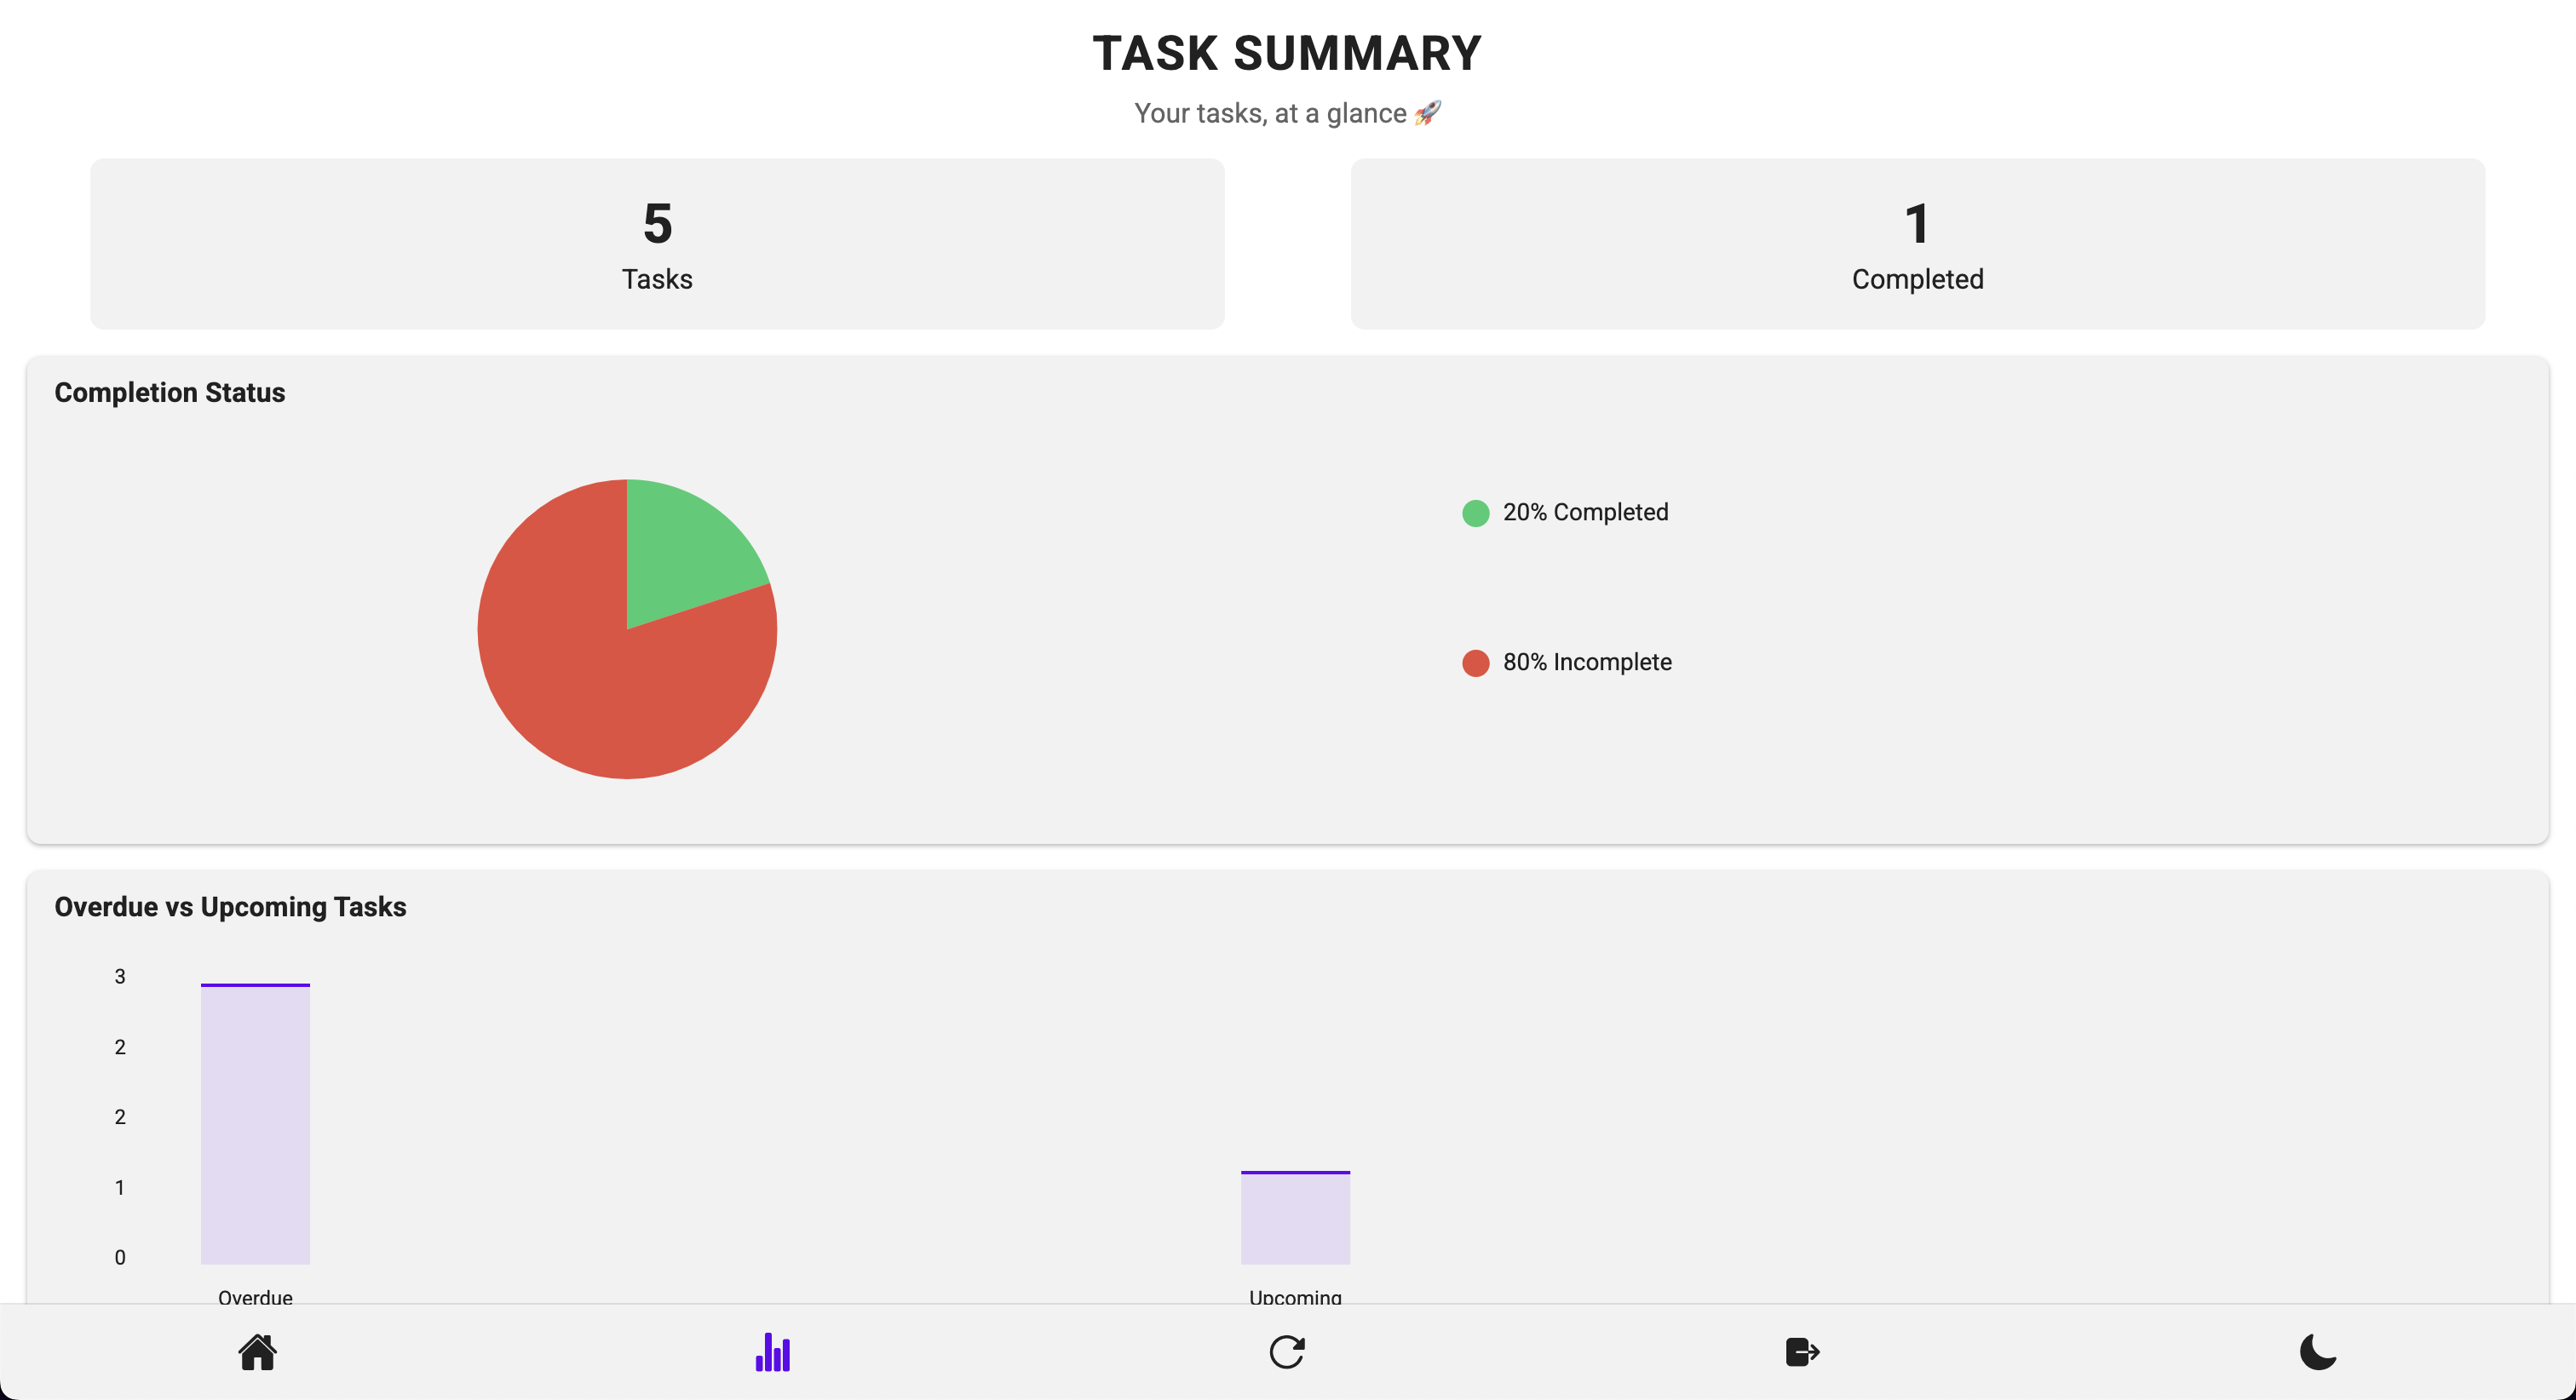 TASK SUMMARY
Your tasks, at a glance 🚀
5
Tasks
1
Completed
Completion Status
20% Completed
80% Incomplete
Overdue vs Upcoming Tasks
3
2
2
1
0
Overdue
Upcoming